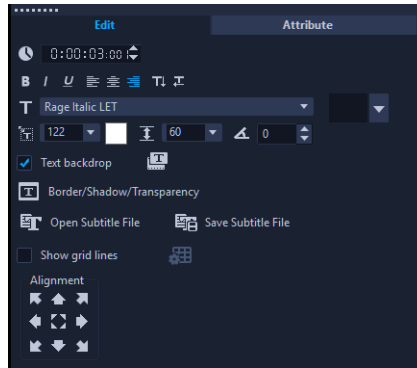 Edit Attribute
0:00:03:00
B I U
T Rage Italic LET
122 60 0
Text backdrop T
T Border/Shadow/Transparency
Open Subtitle File Save Subtitle File
Show grid lines
Alignment